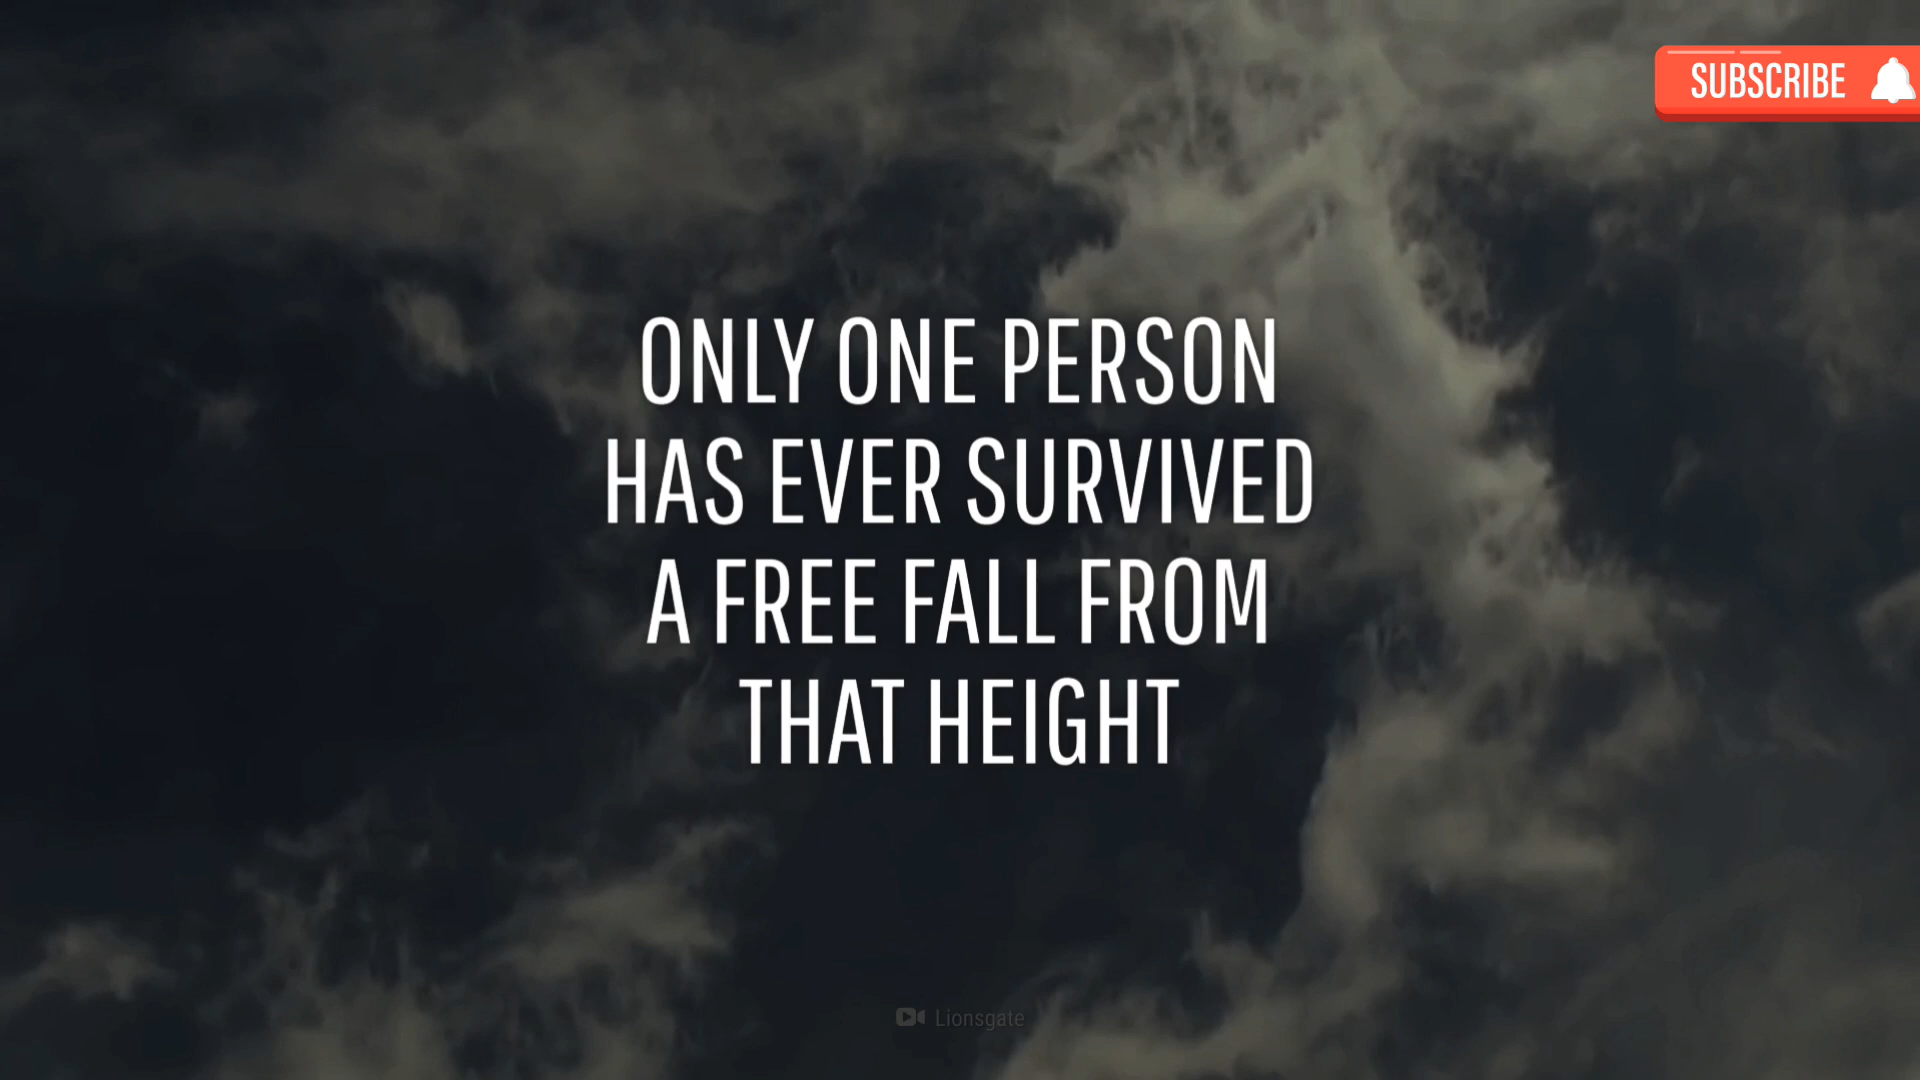 SUBSCRIBE
ONLY ONE PERSON
HAS EVER SURVIVED
A FREE FALL FROM
THAT HEIGHT
Lionsgate